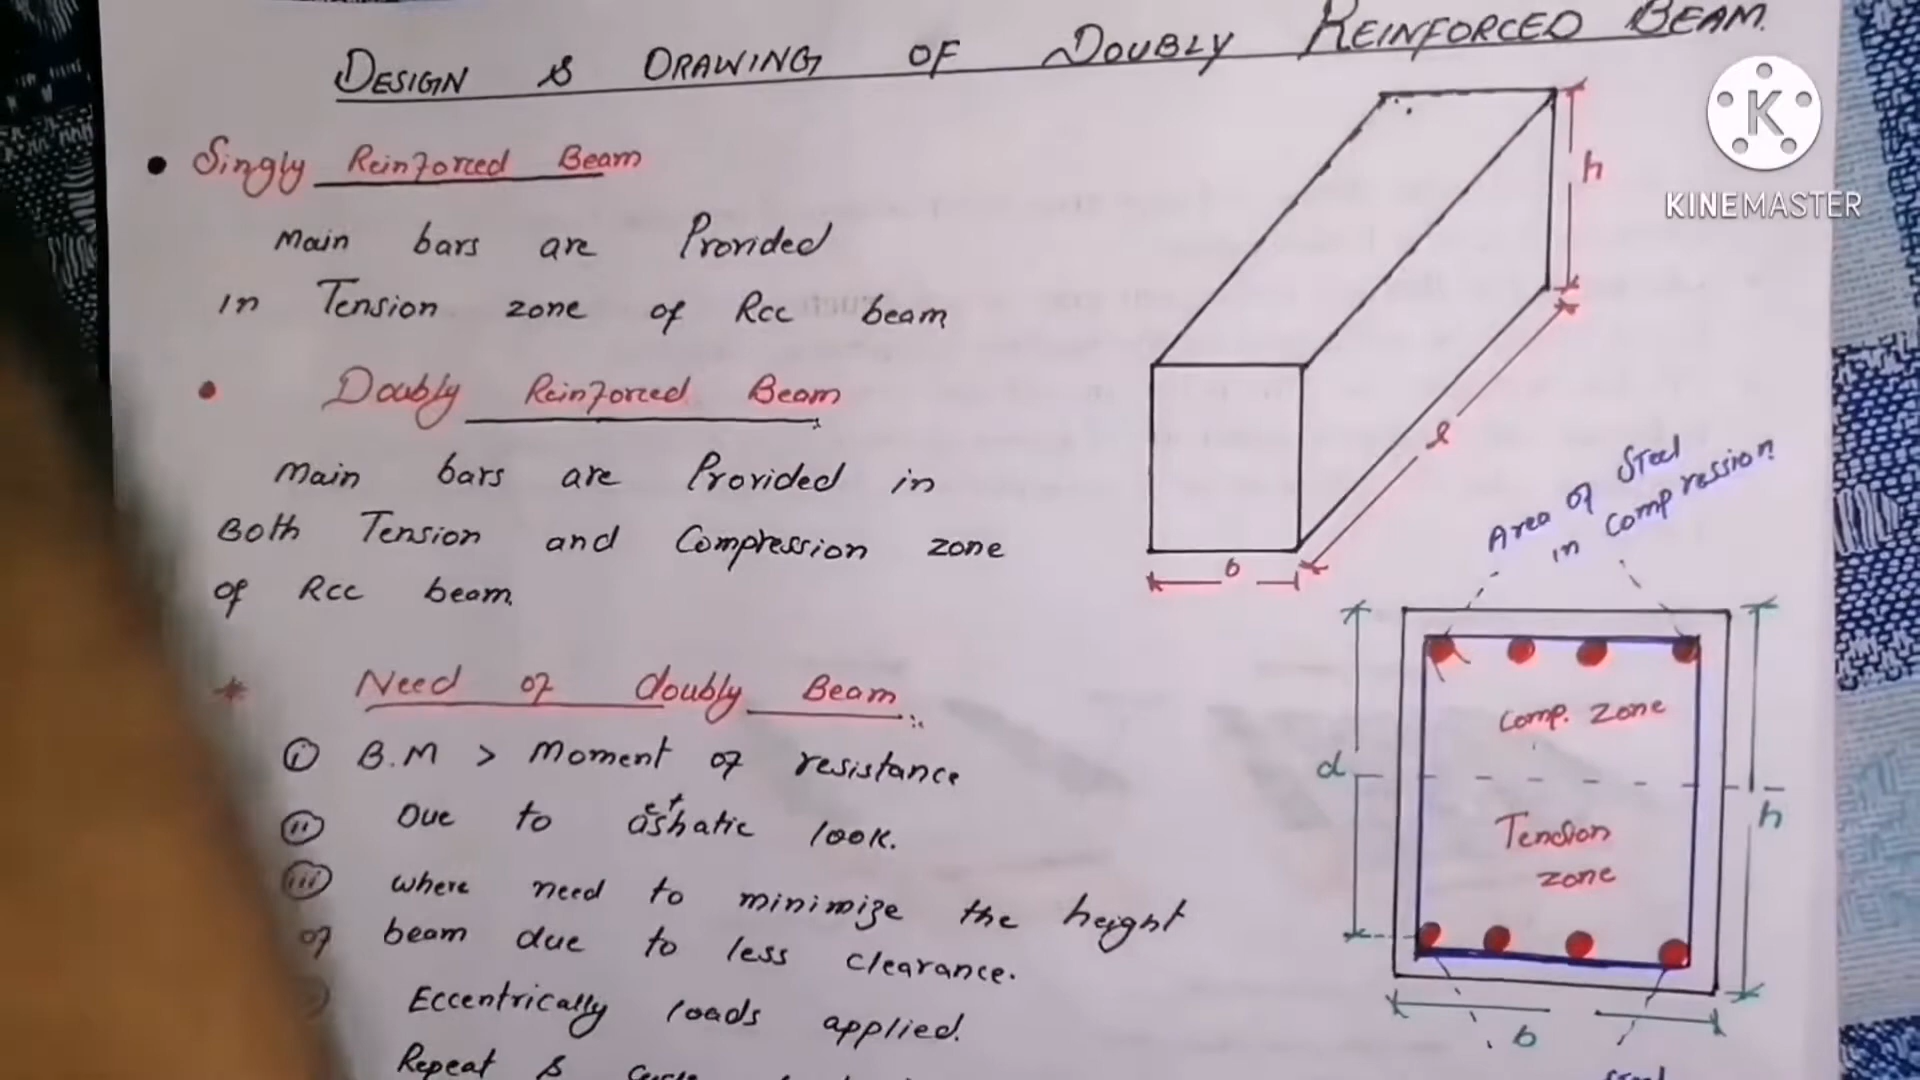 DESIGN & DRAWING OF DOUBLY REINFORCED BEAM.
• Singly Reinforced Beam
Main bars are Provided
in Tension zone of Rcc beam
• Doubly Reinforced Beam
Main bars are Provided in
Both Tension and Compression zone
of Rcc beam
* Need of doubly Beam
(i) B.M > Moment of resistance
(ii) Due to asthatic look.
(iii) where need to minimize the height
of beam due to less clearance.
Eccentrically loads applied.
Repeat &
h
l
b
Area of Steel
in Compression
Comp. zone
Tension
zone
d
h
b
Steel
K
KINEMASTER